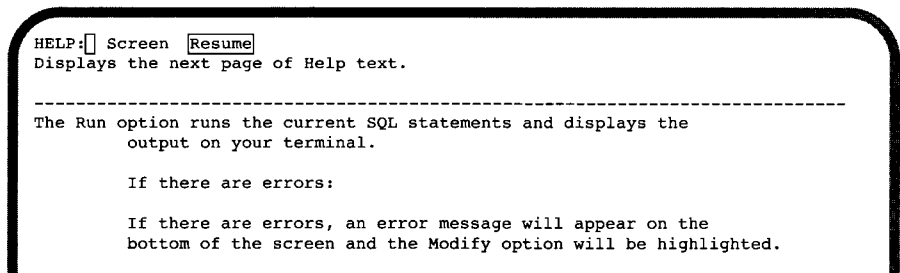 HELP: Screen Resume
Displays the next page of Help text.
--------------------------------------------------------------------------------
The Run option runs the current SQL statements and displays the
output on your terminal.
If there are errors:
If there are errors, an error message will appear on the
bottom of the screen and the Modify option will be highlighted.